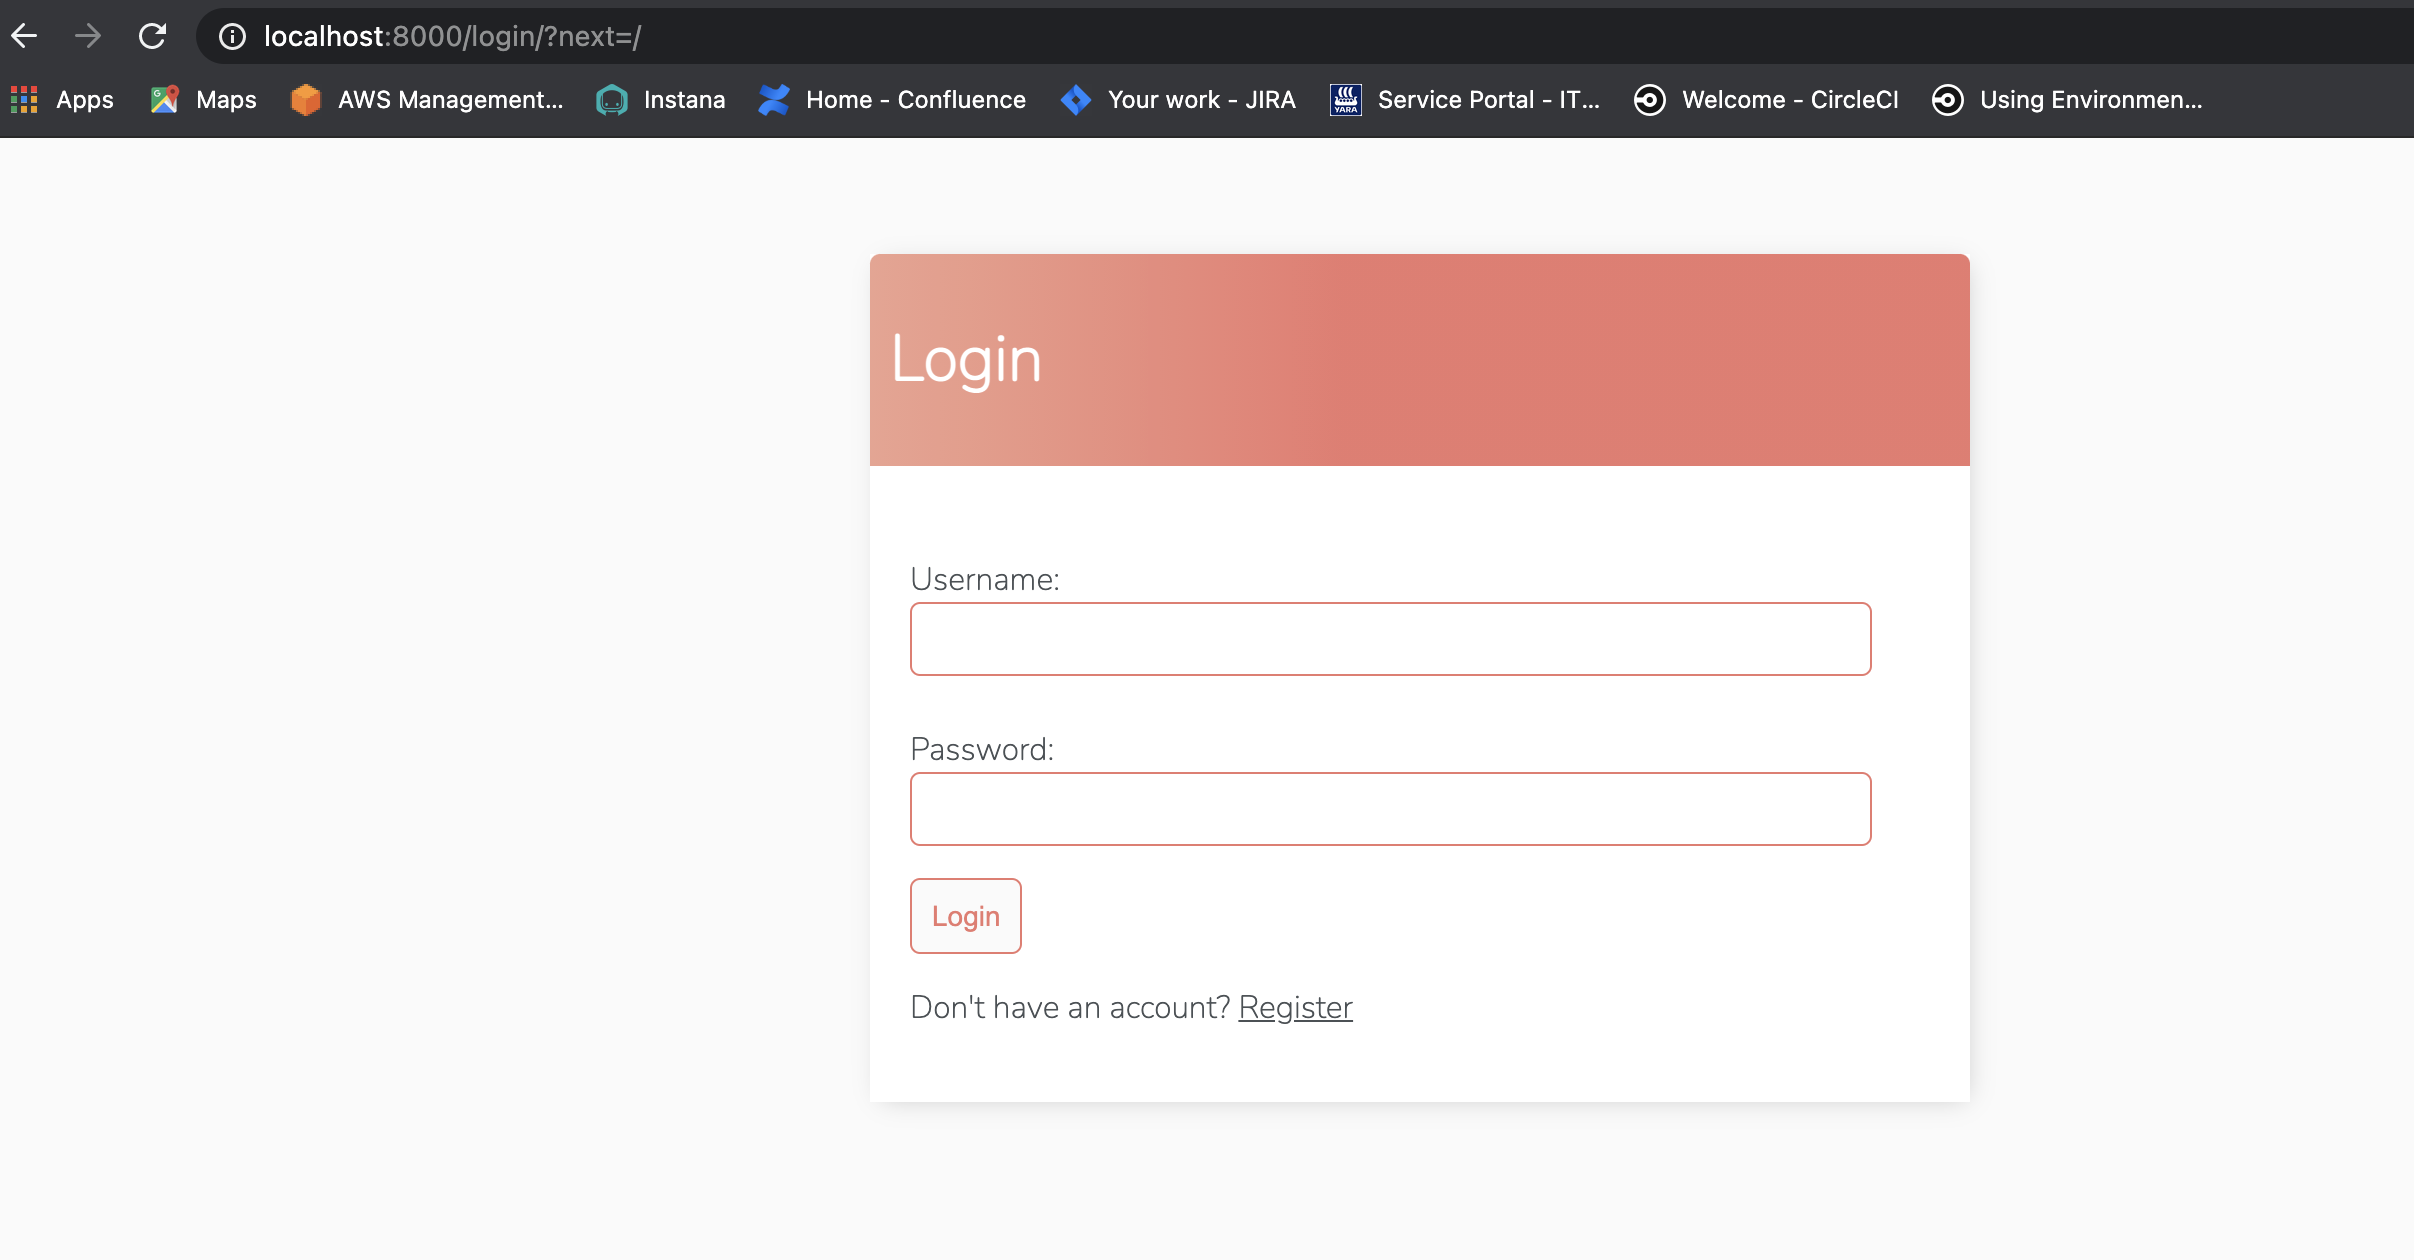 localhost:8000/login/?next=/
Apps Maps AWS Management... Instana Home - Confluence Your work - JIRA YARA Service Portal - IT... Welcome - CircleCI Using Environmen...
Login
Username:
Password:
Login
Don't have an account? Register